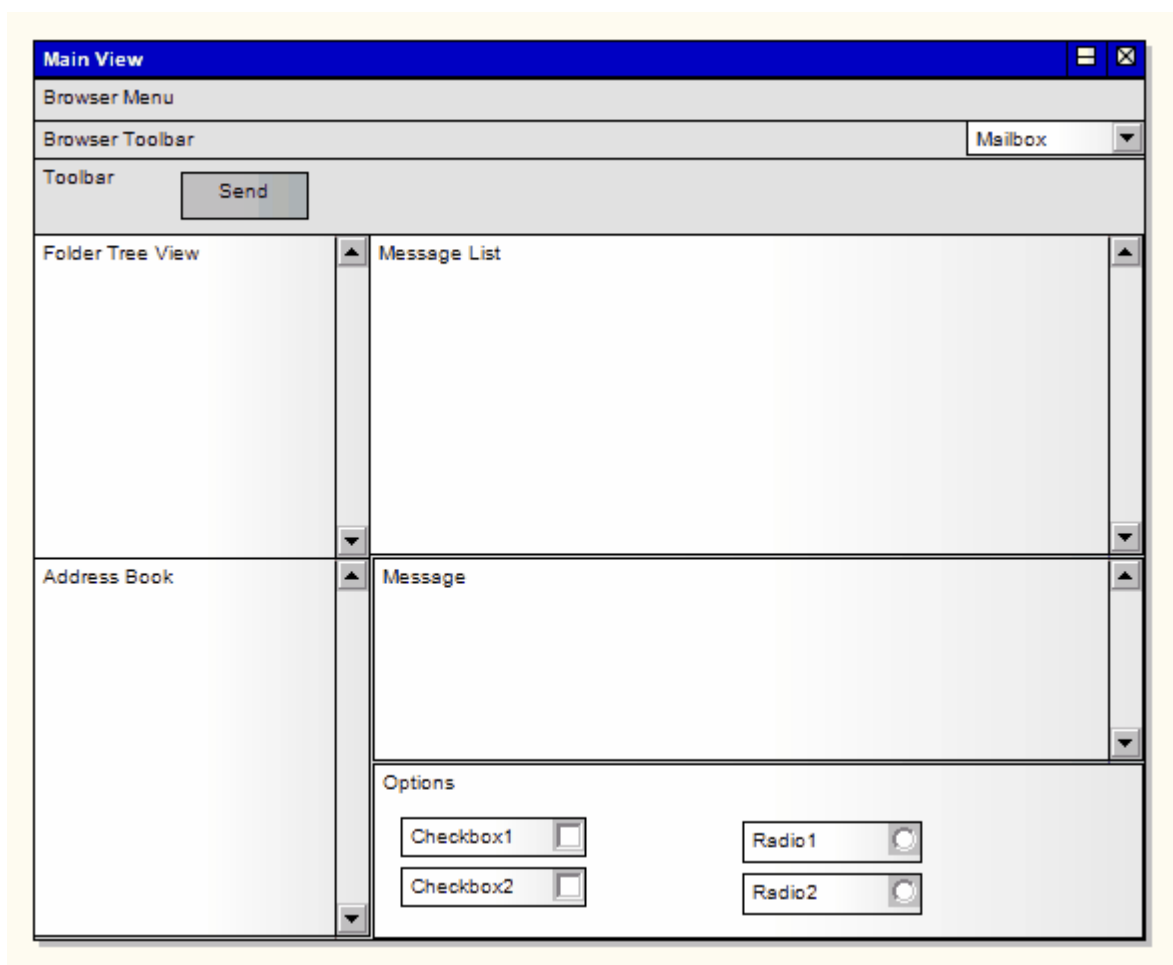 Main View
Browser Menu
Browser Toolbar
Mailbox
Toolbar
Send
Folder Tree View
Message List
Address Book
Message
Options
Checkbox1
Radio1
Checkbox2
Radio2